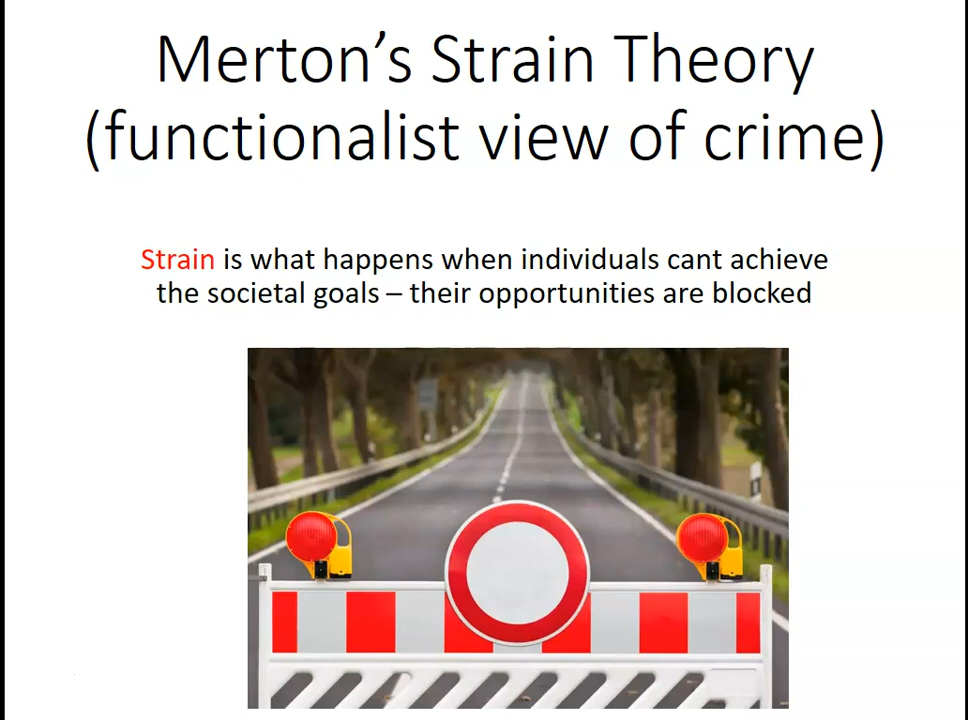 Merton’s Strain Theory
(functionalist view of crime)
Strain is what happens when individuals cant achieve
the societal goals – their opportunities are blocked